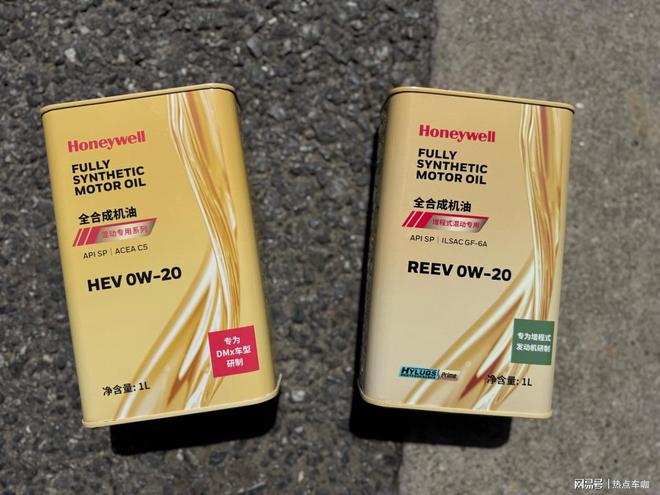 Honeywell
FULLY
SYNTHETIC
MOTOR OIL
全合成机油
混动专用系列
API SP | ACEA C5
HEV 0W-20
专为
DMx车型
研制
净含量: 1L
Honeywell
FULLY
SYNTHETIC
MOTOR OIL
全合成机油
增程式混动专用
API SP | ILSAC GF-6A
REEV 0W-20
专为增程式
发动机研制
HYLUBS Prime
净含量: 1L
网易号 | 热点车咖